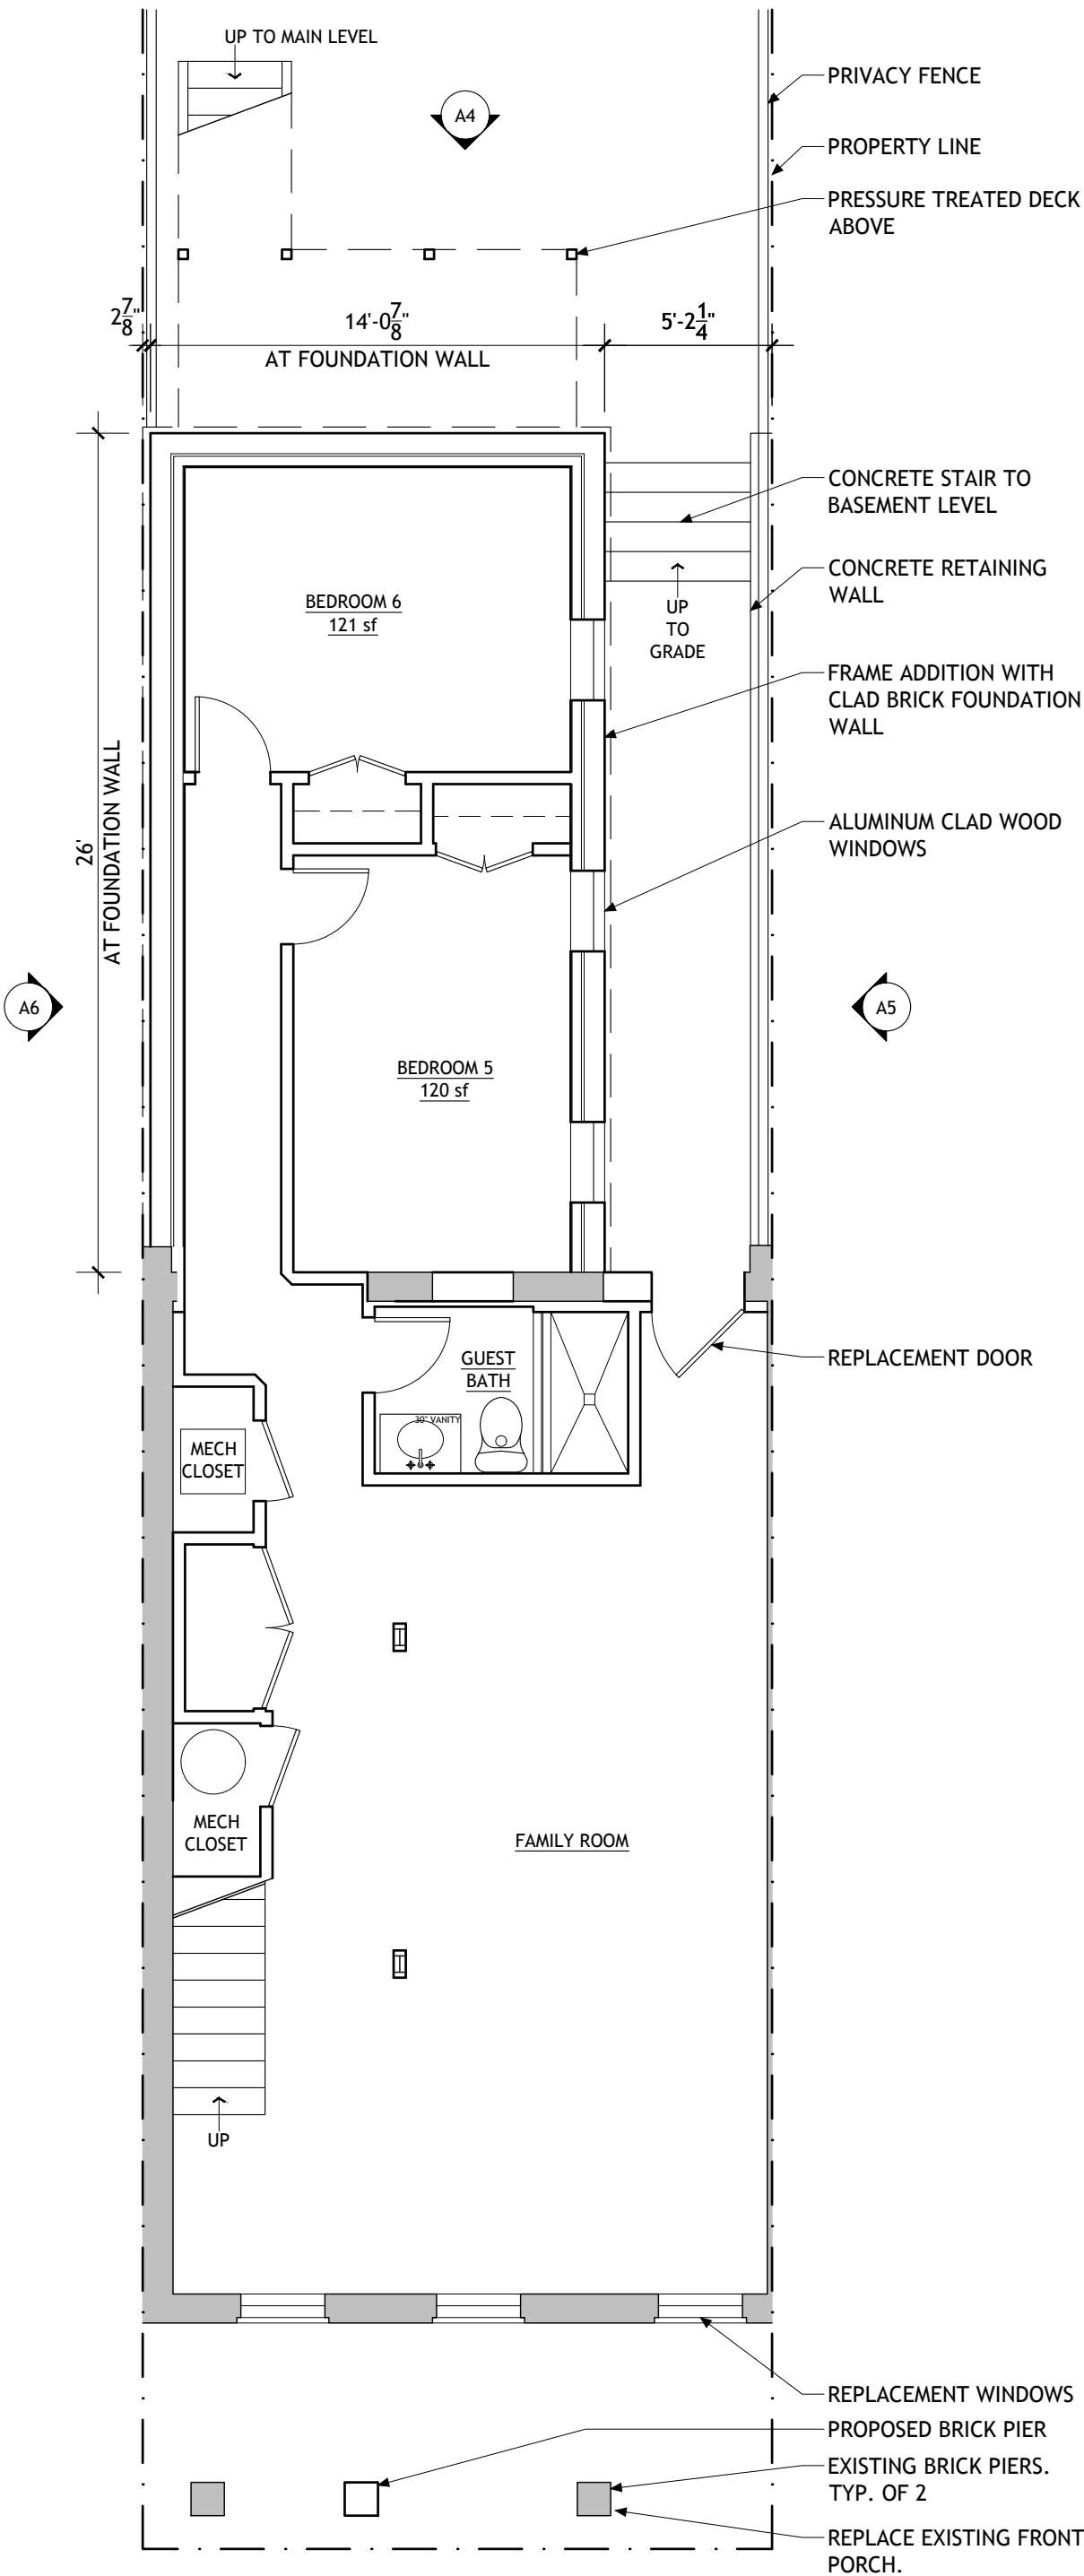 UP TO MAIN LEVEL
A4
PRIVACY FENCE
PROPERTY LINE
PRESSURE TREATED DECK
ABOVE
2 7/8"
14'-0 7/8"
5'-2 1/4"
AT FOUNDATION WALL
CONCRETE STAIR TO
BASEMENT LEVEL
CONCRETE RETAINING
WALL
UP
TO
GRADE
BEDROOM 6
121 sf
FRAME ADDITION WITH
CLAD BRICK FOUNDATION
WALL
26'
AT FOUNDATION WALL
ALUMINUM CLAD WOOD
WINDOWS
A6
A5
BEDROOM 5
120 sf
GUEST
BATH
30" VANITY
REPLACEMENT DOOR
MECH
CLOSET
MECH
CLOSET
FAMILY ROOM
UP
REPLACEMENT WINDOWS
PROPOSED BRICK PIER
EXISTING BRICK PIERS.
TYP. OF 2
REPLACE EXISTING FRONT
PORCH.